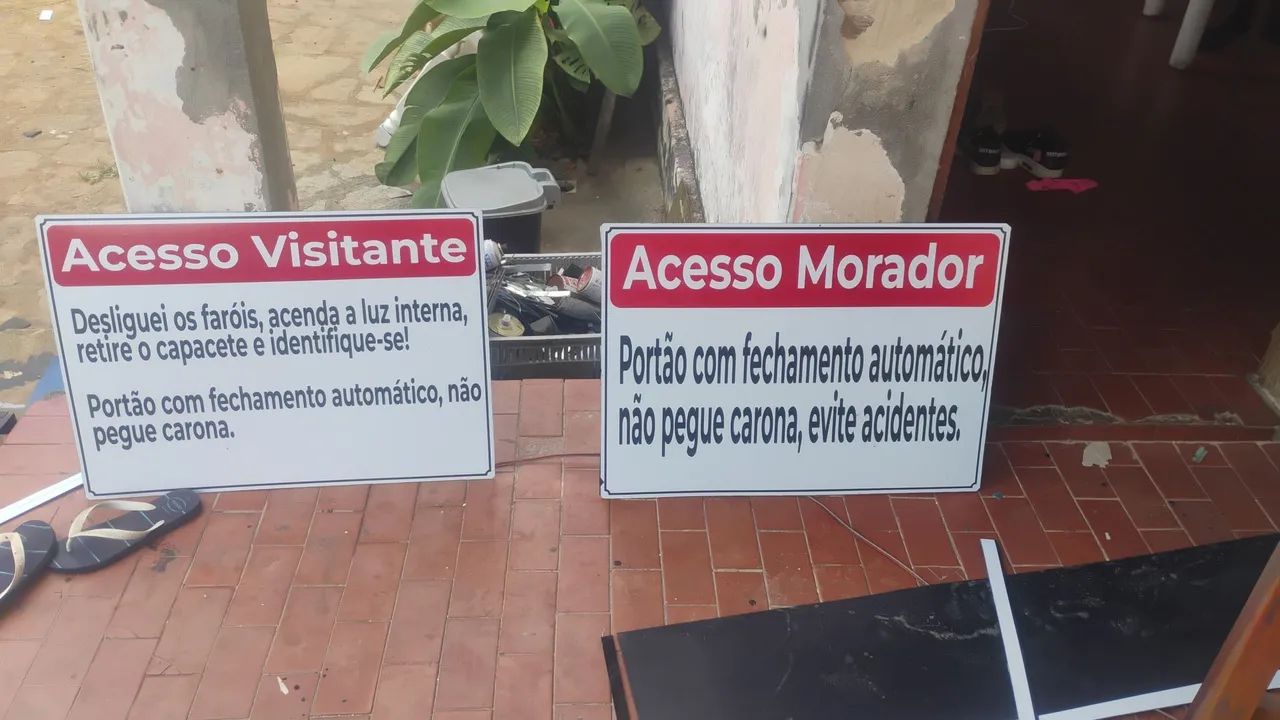 Acesso Visitante
Desliguei os faróis, acenda a luz interna,
retire o capacete e identifique-se!
Portão com fechamento automático, não
pegue carona.
Acesso Morador
Portão com fechamento automático,
não pegue carona, evite acidentes.